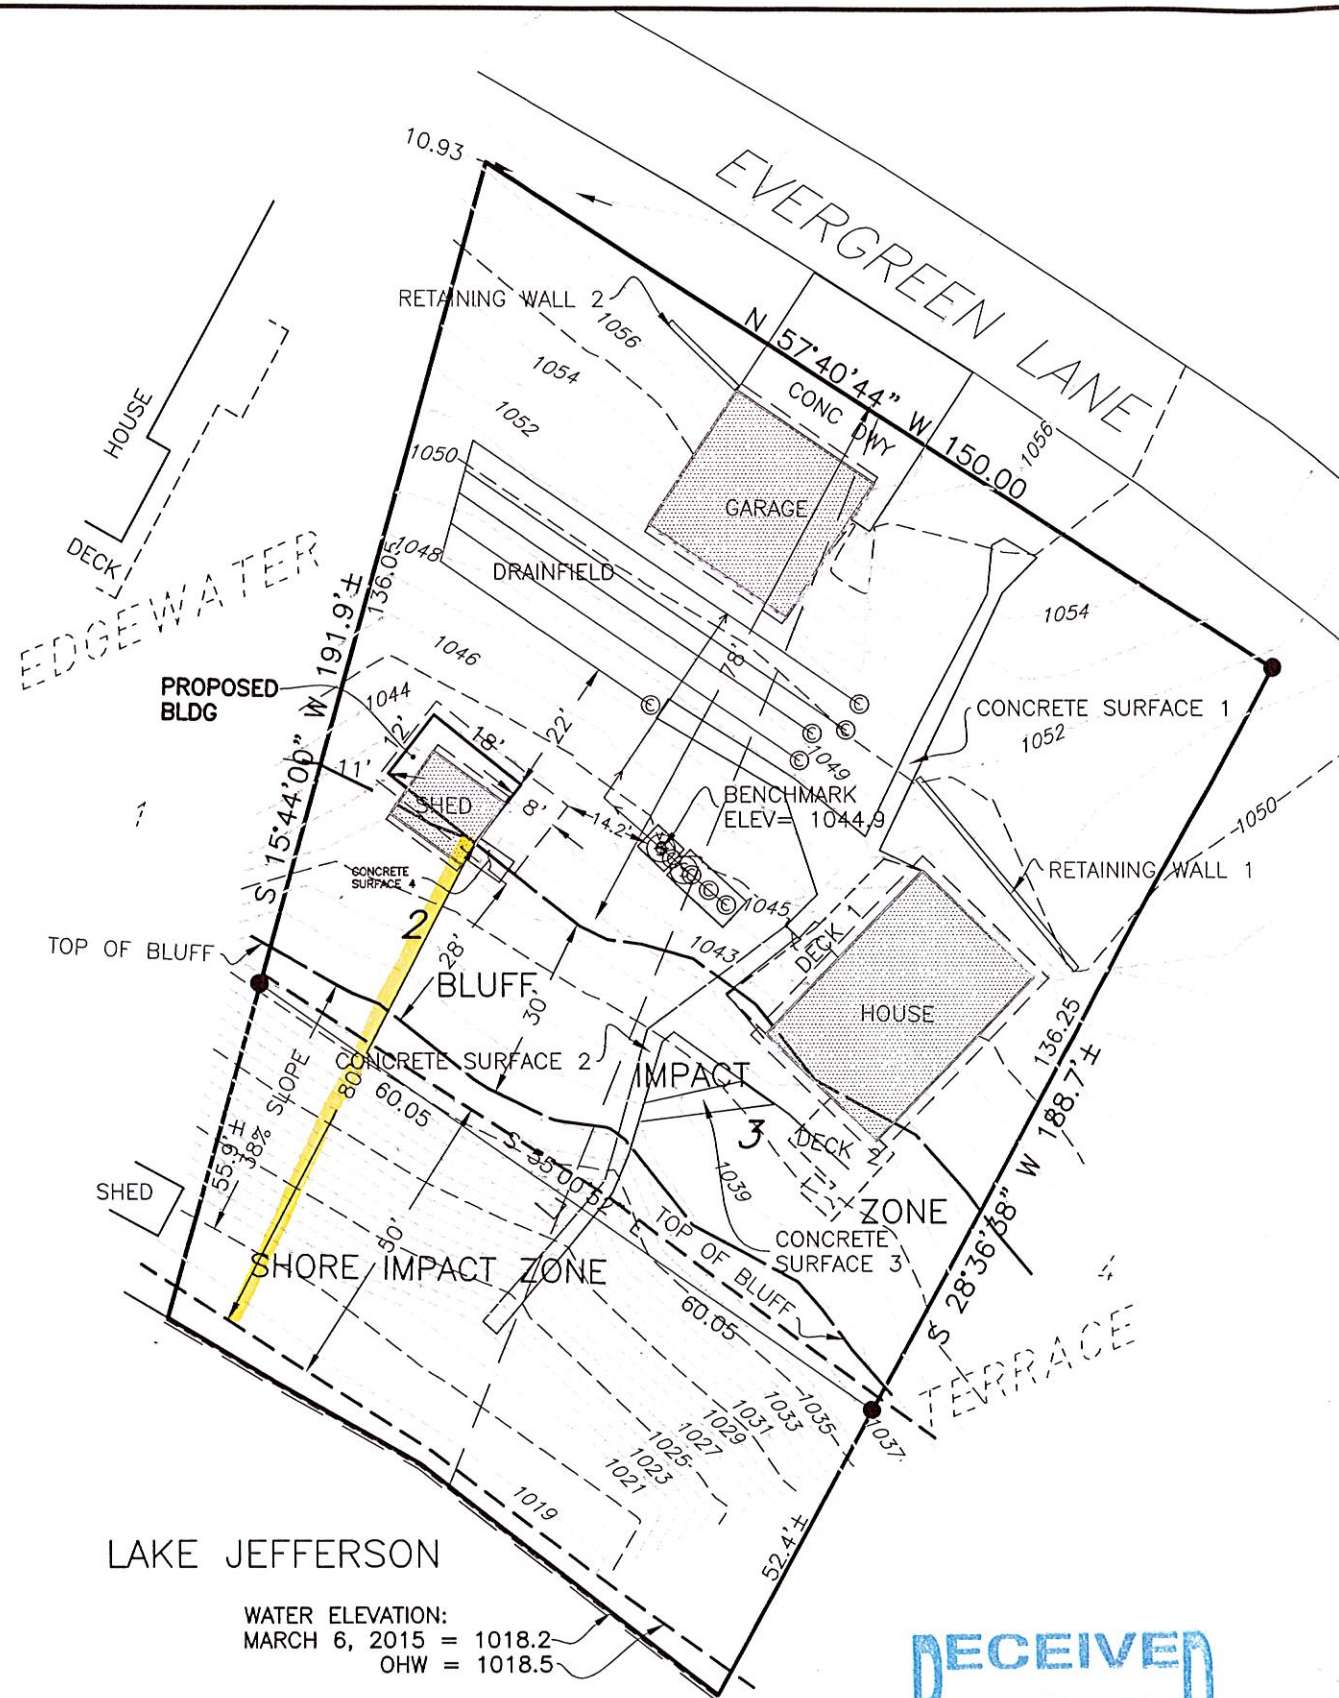 10.93
EVERGREEN LANE
RETAINING WALL 2
1056
N 57°40'44" W 150.00
1054
CONC DWY
1052
1056
HOUSE
1050
GARAGE
DECK
1048
DRAINFIELD
136.05
EDGEWATER
1054
1046
78'
PROPOSED
BLDG
1044
22'
CONCRETE SURFACE 1
12'
18'
1052
S 15°44'00" W 191.9'±
11'
1049
SHED
8'
14.2'
BENCHMARK
ELEV= 1044.9
1050
1
CONCRETE
SURFACE 4
RETAINING WALL 1
1045
2
TOP OF BLUFF
28'
1043
DECK 1
BLUFF
30'
HOUSE
136.25
SLOPE
CONCRETE SURFACE 2
80'
IMPACT
60.05
S 28°36'38" W 188.7'±
55.9'±
38%
3
DECK 2
S 55°00'52" E
1039
SHED
ZONE
50'
TOP OF BLUFF
CONCRETE
SURFACE 3
SHORE IMPACT ZONE
4
60.05
TERRACE
1035
1033
1031
1029
1027
1025
1023
1021
1037
1019
52.4'±
LAKE JEFFERSON
WATER ELEVATION:
MARCH 6, 2015 = 1018.2
OHW = 1018.5
RECEIVED